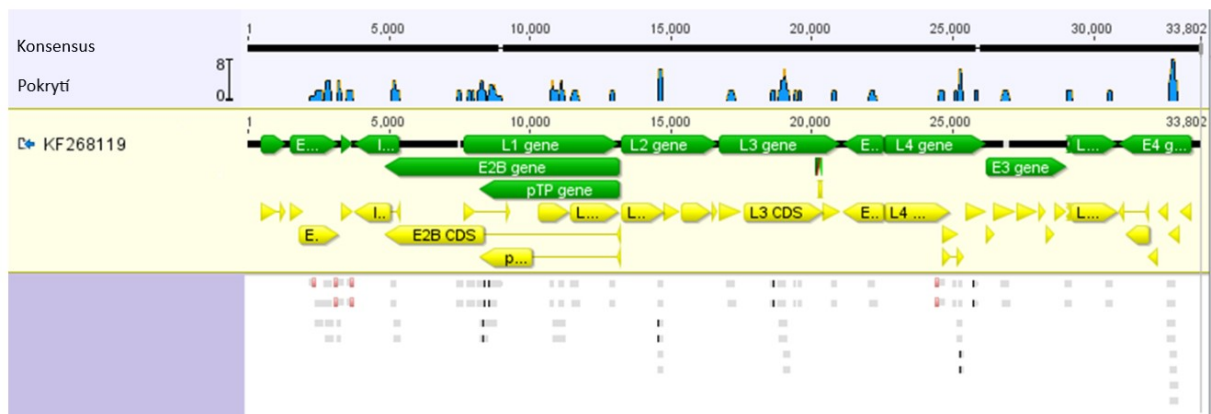 1 5,000 10,000 15,000 20,000 25,000 30,000 33,802
Konsensus
8
Pokrytí
0
1 5,000 10,000 15,000 20,000 25,000 30,000 33,802
KF268119
E... I... L1 gene L2 gene L3 gene E.. L4 gene L... E4 g...
E2B gene E3 gene
pTP gene
I.. L... L.. L3 CDS E.. L4 ... L...
E. E2B CDS
p...